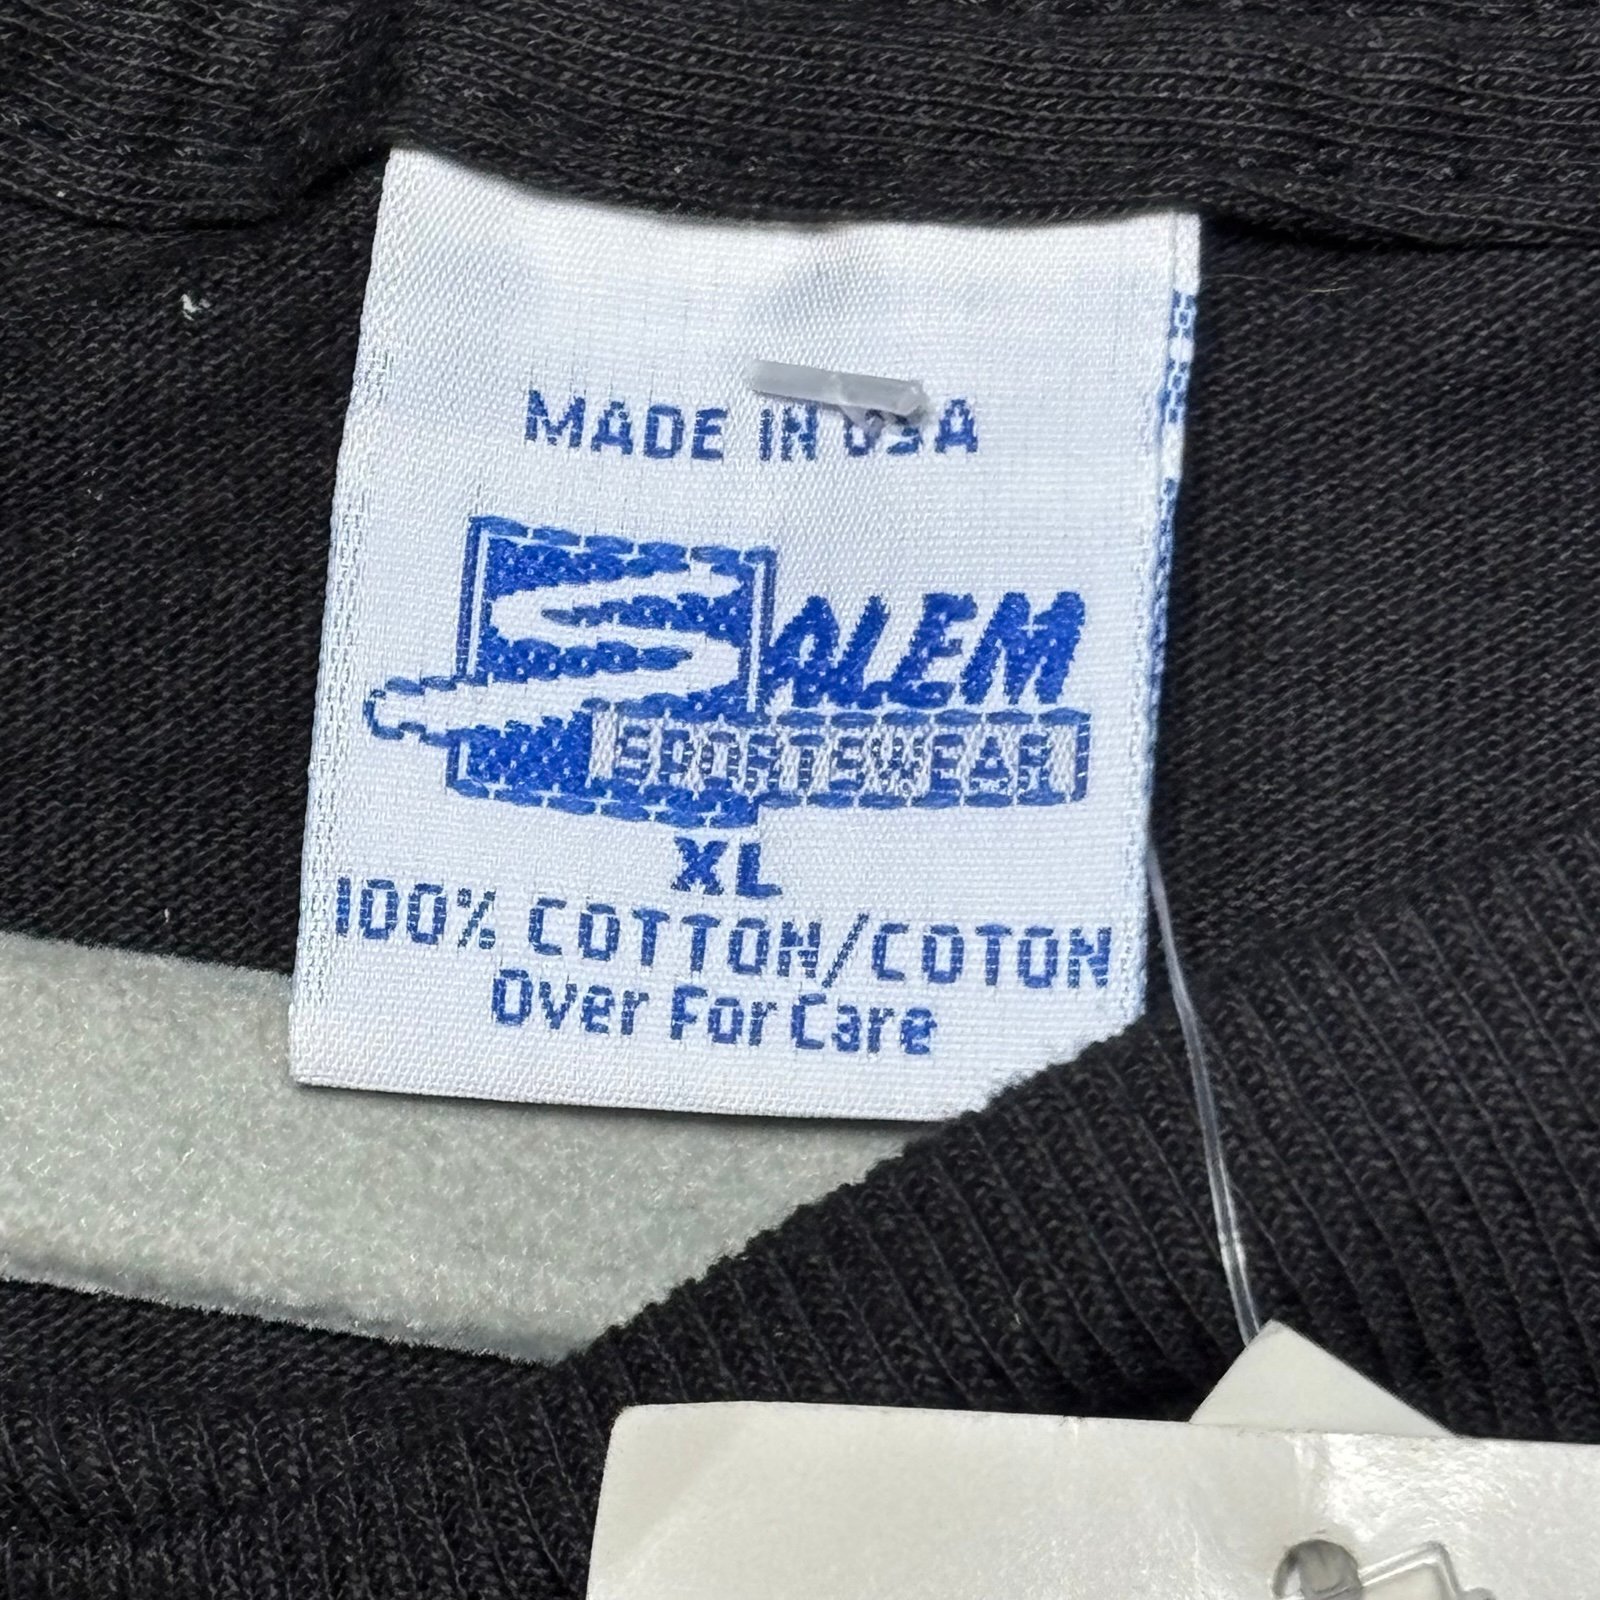 MADE IN USA
SALEM
SPORTSWEAR
XL
100% COTTON/COTON
Over For Care